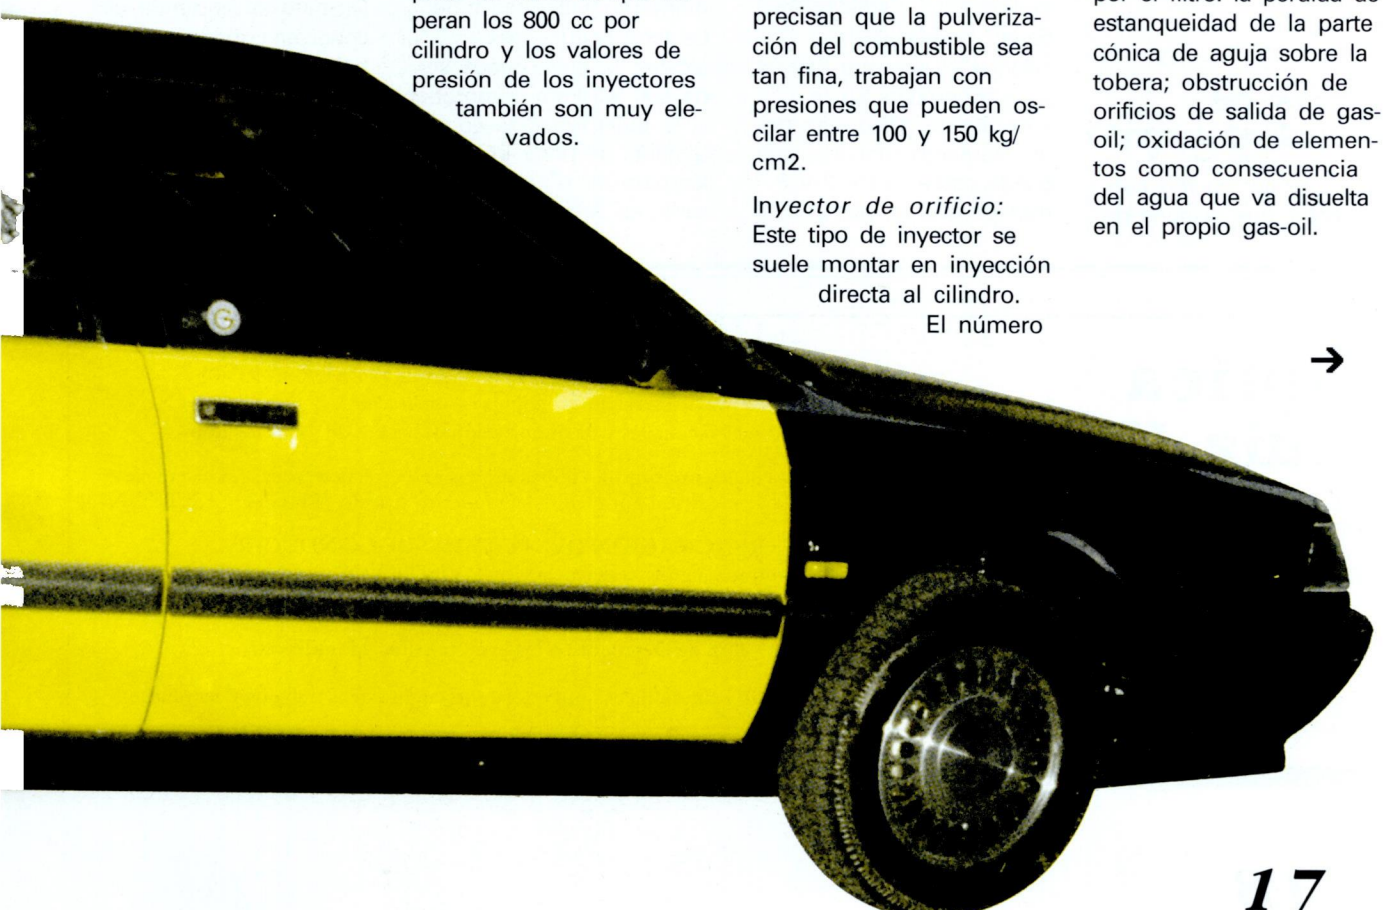 peran los 800 cc por
cilindro y los valores de
presión de los inyectores
también son muy ele-
vados.
precisan que la pulveriza-
ción del combustible sea
tan fina, trabajan con
presiones que pueden os-
cilar entre 100 y 150 kg/
cm2.
Inyector de orificio:
Este tipo de inyector se
suele montar en inyección
directa al cilindro.
El número
estanqueidad de la parte
cónica de aguja sobre la
tobera; obstrucción de
orificios de salida de gas-
oil; oxidación de elemen-
tos como consecuencia
del agua que va disuelta
en el propio gas-oil.
→
G
17